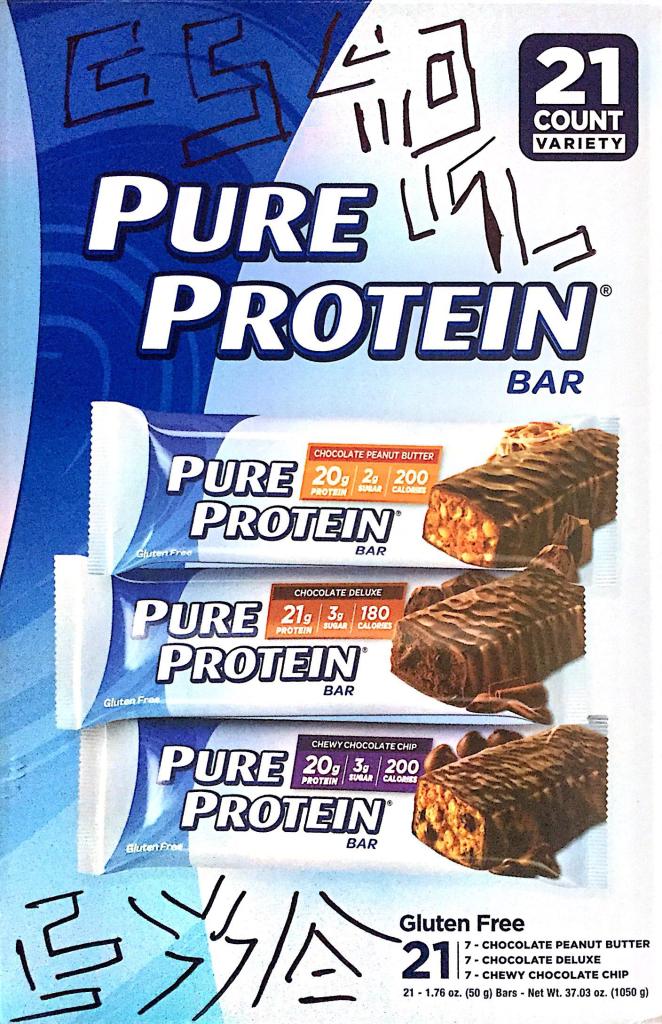 21
COUNT
VARIETY
PURE
PROTEIN®
BAR
CHOCOLATE PEANUT BUTTER
20g PROTEIN 2g SUGAR 200 CALORIES
PURE
PROTEIN®
BAR
Gluten Free
CHOCOLATE DELUXE
21g PROTEIN 3g SUGAR 180 CALORIES
PURE
PROTEIN®
BAR
Gluten Free
CHEWY CHOCOLATE CHIP
20g PROTEIN 3g SUGAR 200 CALORIES
PURE
PROTEIN®
BAR
Gluten Free
Gluten Free
21
7 - CHOCOLATE PEANUT BUTTER
7 - CHOCOLATE DELUXE
7 - CHEWY CHOCOLATE CHIP
21 - 1.76 oz. (50 g) Bars - Net Wt. 37.03 oz. (1050 g)